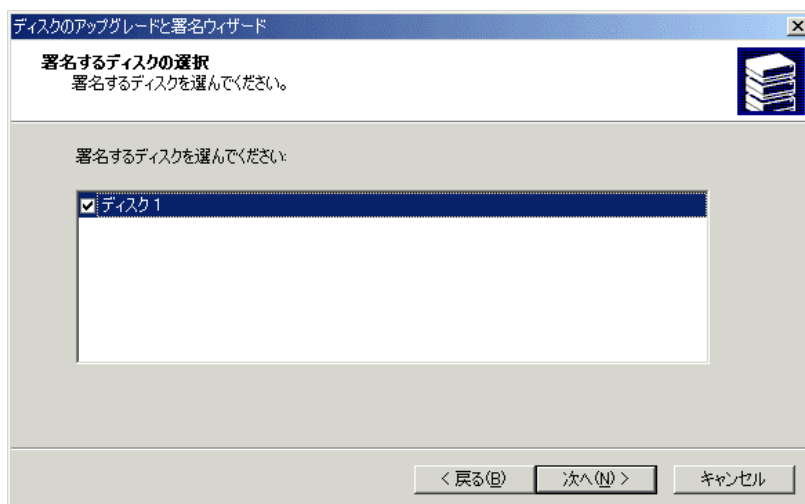 ディスクのアップグレードと署名ウィザード
署名するディスクの選択
署名するディスクを選んでください。
署名するディスクを選んでください:
ディスク 1
< 戻る(B)
次へ(N) >
キャンセル